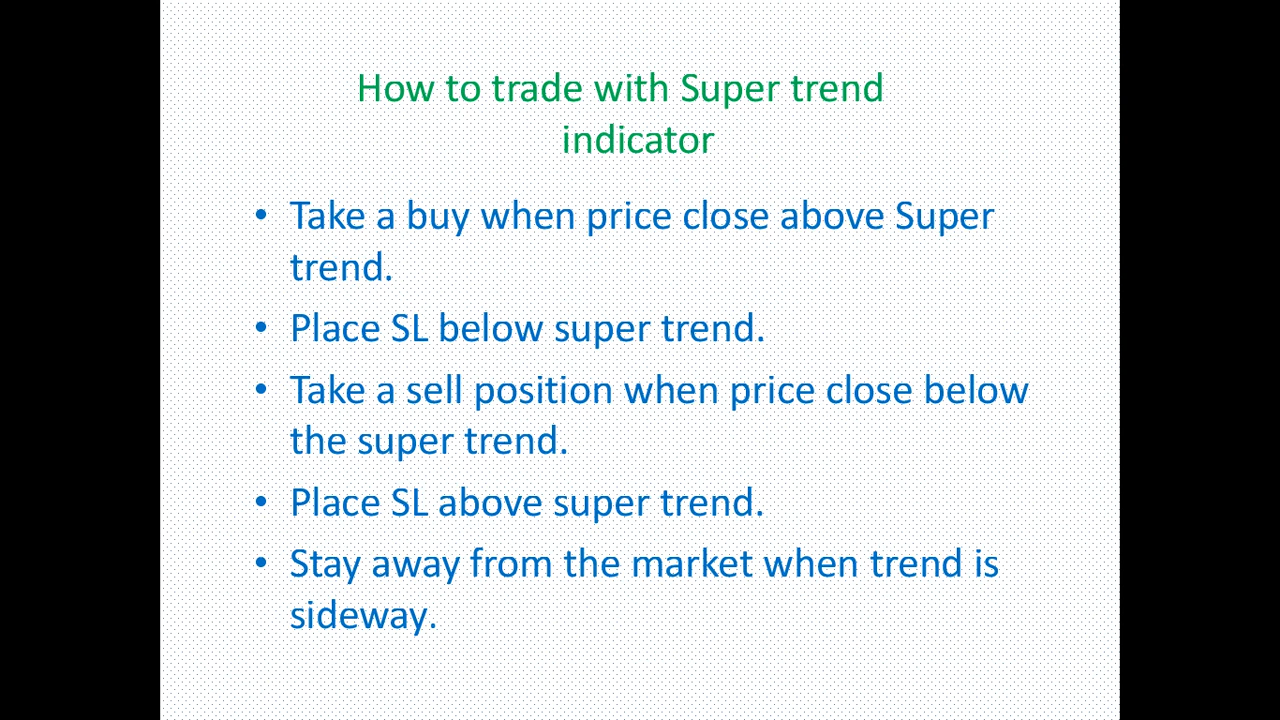 How to trade with Super trend
indicator
• Take a buy when price close above Super
trend.
• Place SL below super trend.
• Take a sell position when price close below
the super trend.
• Place SL above super trend.
• Stay away from the market when trend is
sideway.